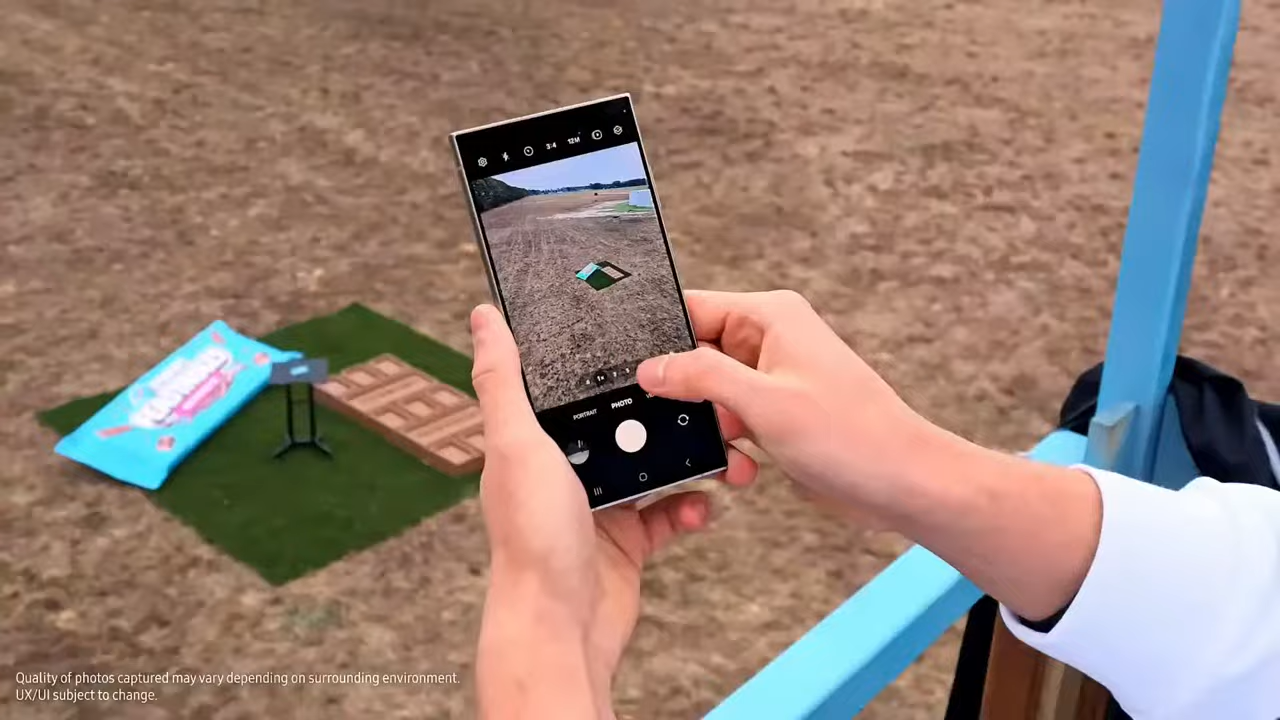 3:4
12M
PORTRAIT
PHOTO
Quality of photos captured may vary depending on surrounding environment.
UX/UI subject to change.